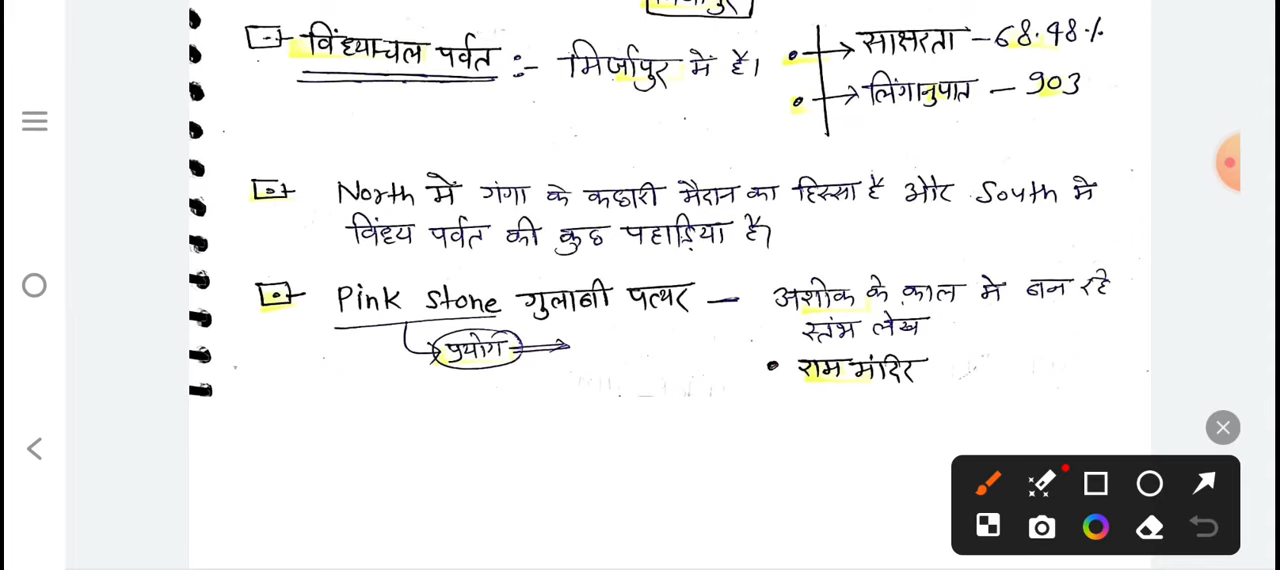 विंध्याचल पर्वत :- मिर्जापुर में है।
→ साक्षरता – 68.48%
→ लिंगानुपात – 903
North में गंगा के कछारी मैदान का हिस्सा है और South में
विंध्य पर्वत की कुछ पहाड़िया है।
Pink Stone गुलाबी पत्थर – अशोक के काल मे बन रहे
स्तंभ लेख
प्रयोग
• राम मंदिर